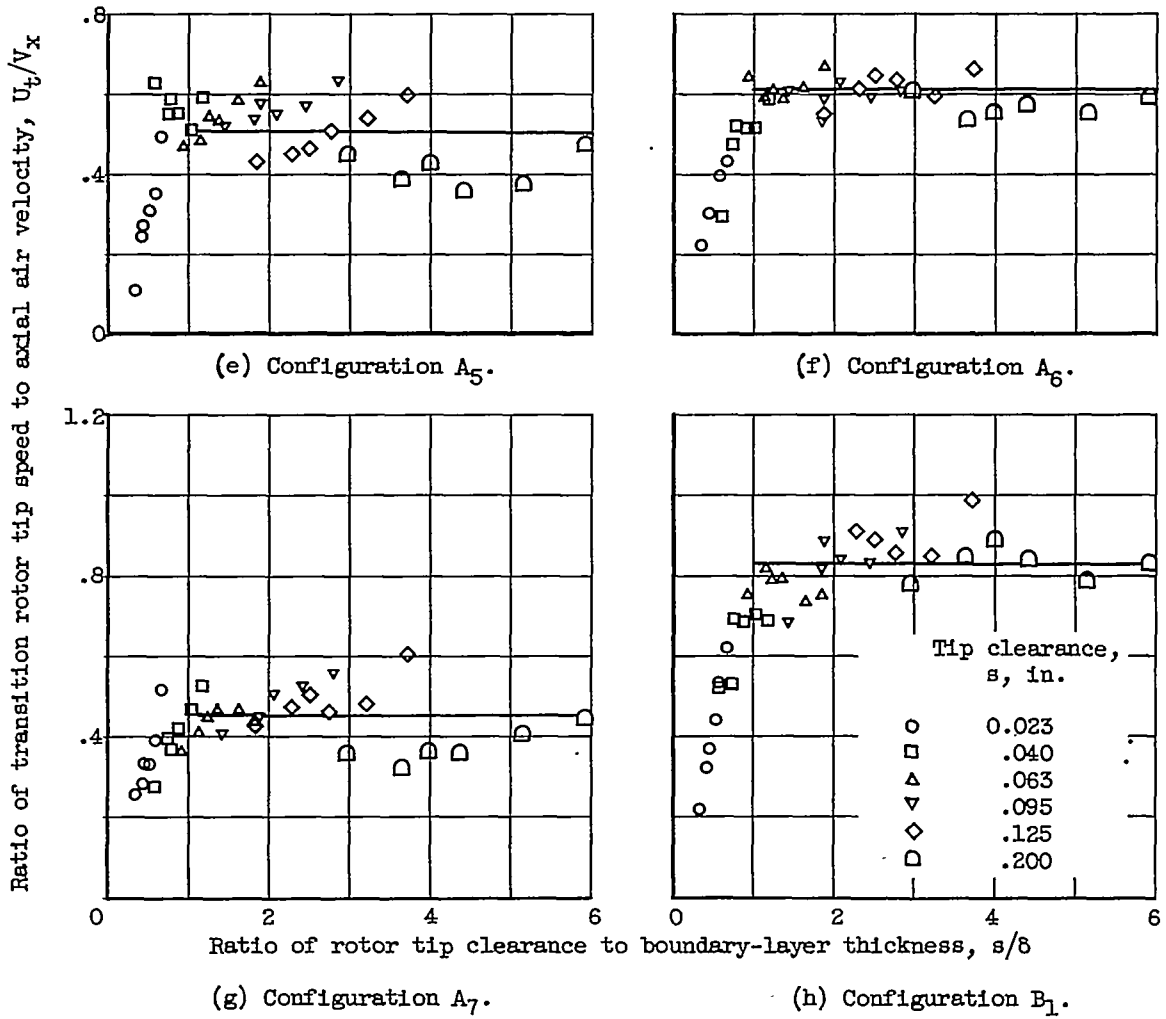 Ratio of transition rotor tip speed to axial air velocity, U_t/V_x
.8
.4
0
(e) Configuration A5.
(f) Configuration A6.
1.2
.8
.4
Tip clearance,
s, in.
0.023
.040
.063
.095
.125
.200
0 2 4 6
0 2 4 6
Ratio of rotor tip clearance to boundary-layer thickness, s/δ
(g) Configuration A7.
(h) Configuration B1.